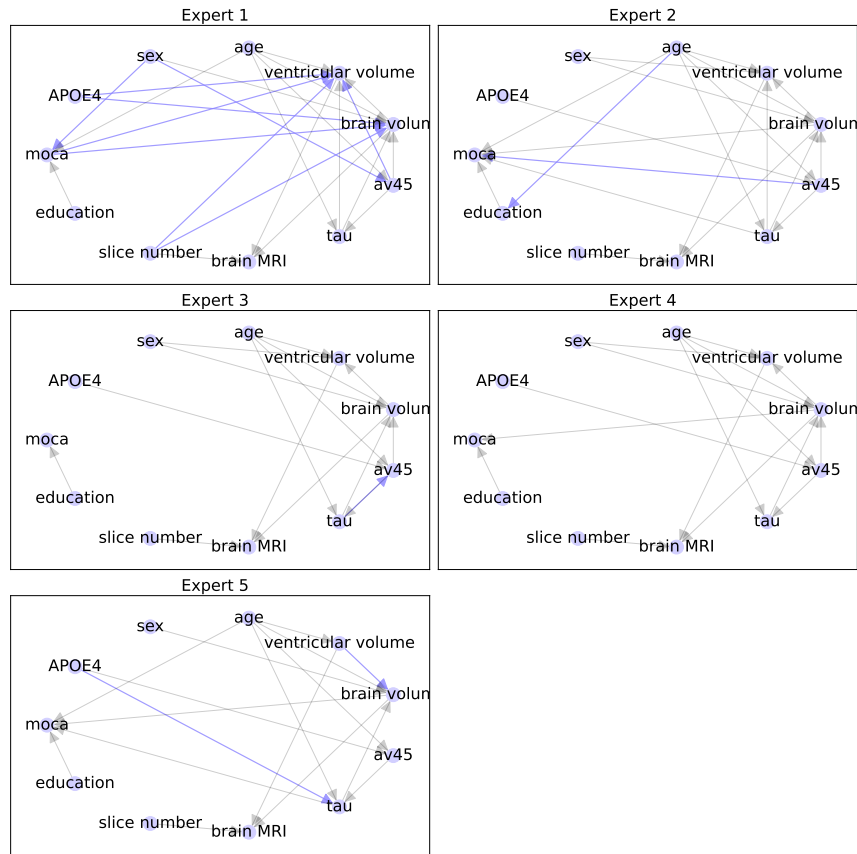 Expert 1
sex
age
ventricular volume
APOE4
brain volun
moca
av45
education
tau
slice number
brain MRI
Expert 2
sex
age
ventricular volume
APOE4
brain volun
moca
av45
education
tau
slice number
brain MRI
Expert 3
sex
age
ventricular volume
APOE4
brain volun
moca
av45
education
tau
slice number
brain MRI
Expert 4
sex
age
ventricular volume
APOE4
brain volun
moca
av45
education
tau
slice number
brain MRI
Expert 5
sex
age
ventricular volume
APOE4
brain volun
moca
av45
education
tau
slice number
brain MRI